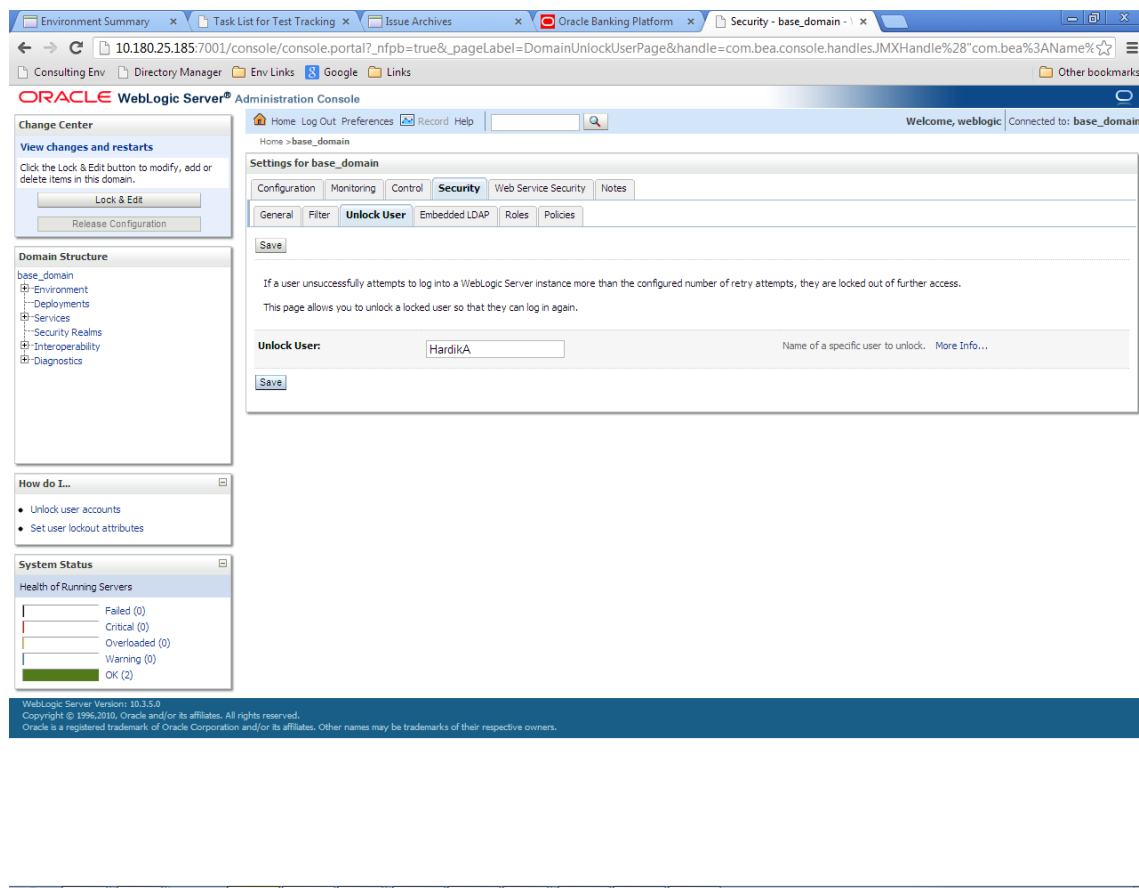 Environment Summary
Task List for Test Tracking
Issue Archives
Oracle Banking Platform
Security - base_domain - \
10.180.25.185:7001/console/console.portal?_nfpb=true&_pageLabel=DomainUnlockUserPage&handle=com.bea.console.handles.JMXHandle%28"com.bea%3AName%
Consulting Env Directory Manager Env Links Google Links Other bookmarks
ORACLE WebLogic Server® Administration Console
Change Center
View changes and restarts
Click the Lock & Edit button to modify, add or
delete items in this domain.
Lock & Edit
Release Configuration
Domain Structure
base_domain
Environment
Deployments
Services
Security Realms
Interoperability
Diagnostics
How do I...
Unlock user accounts
Set user lockout attributes
System Status
Health of Running Servers
Failed (0)
Critical (0)
Overloaded (0)
Warning (0)
OK (2)
Home Log Out Preferences Record Help
Welcome, weblogic Connected to: base_domain
Home >base_domain
Settings for base_domain
Configuration Monitoring Control Security Web Service Security Notes
General Filter Unlock User Embedded LDAP Roles Policies
Save
If a user unsuccessfully attempts to log into a WebLogic Server instance more than the configured number of retry attempts, they are locked out of further access.
This page allows you to unlock a locked user so that they can log in again.
Unlock User: HardikA Name of a specific user to unlock. More Info...
Save
WebLogic Server Version: 10.3.5.0
Copyright © 1996,2010, Oracle and/or its affiliates. All rights reserved.
Oracle is a registered trademark of Oracle Corporation and/or its affiliates. Other names may be trademarks of their respective owners.